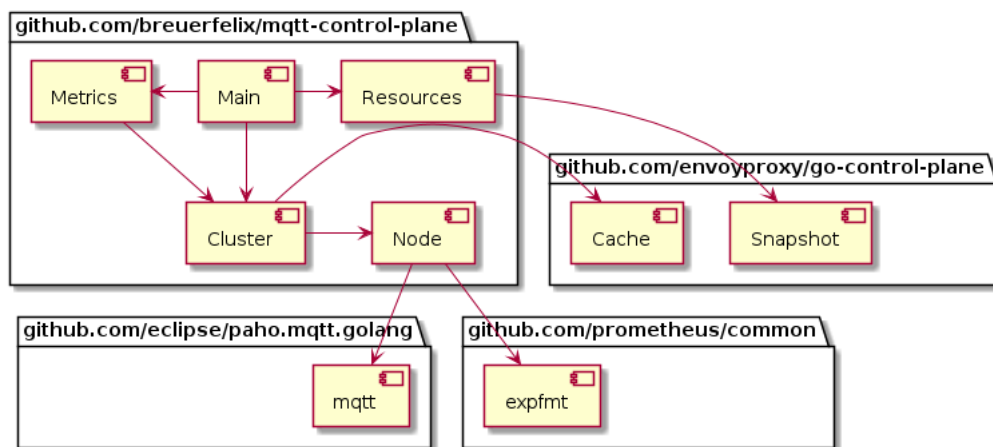 github.com/breuerfelix/mqtt-control-plane
Metrics
Main
Resources
github.com/envoyproxy/go-control-plane
Cluster
Node
Cache
Snapshot
github.com/eclipse/paho.mqtt.golang
github.com/prometheus/common
mqtt
expfmt